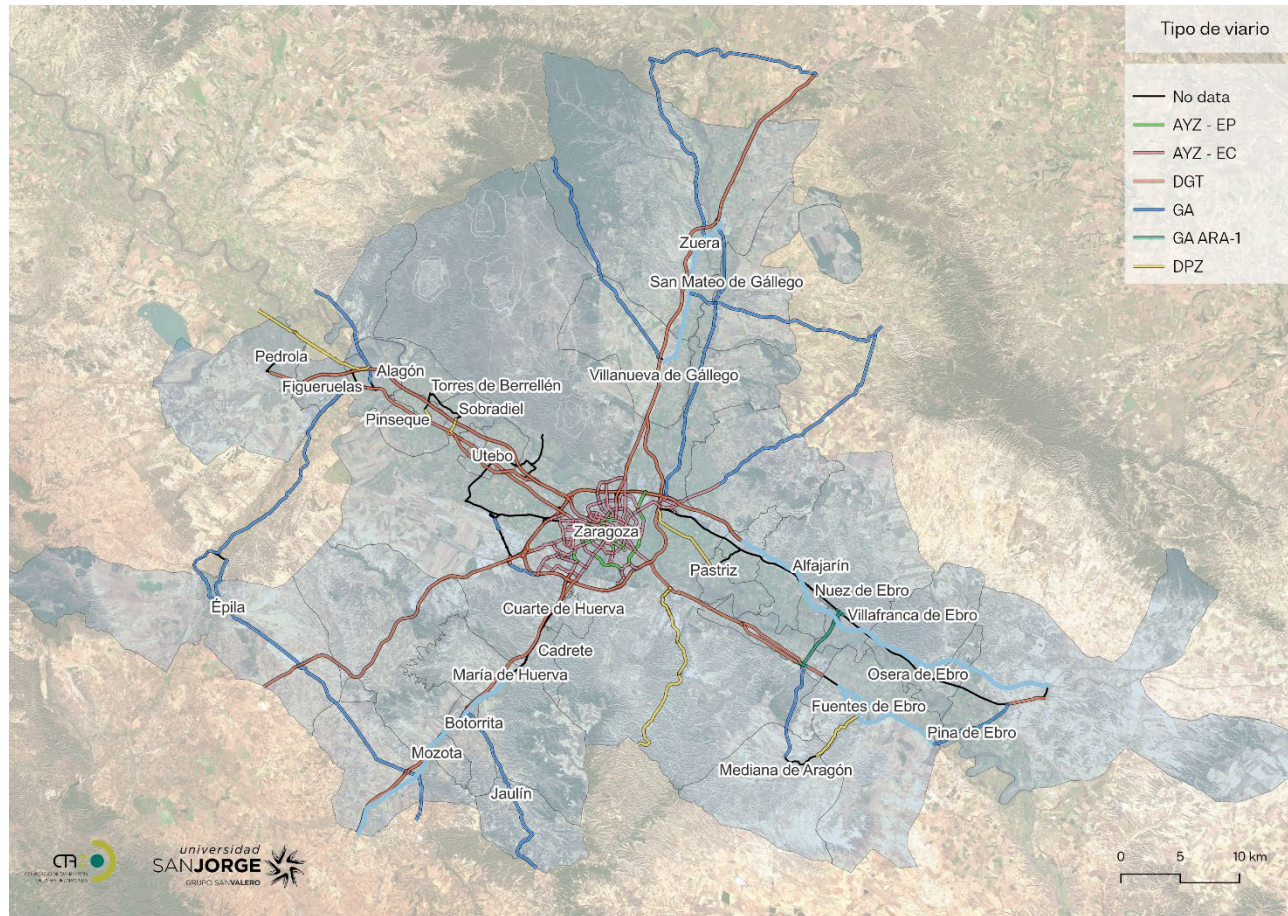 Tipo de viario
No data
AYZ - EP
AYZ - EC
DGT
GA
GA ARA-1
DPZ
Zuera
San Mateo de Gállego
Villanueva de Gállego
Pedrola
Alagón
Figueruelas
Torres de Berrellén
Sobradiel
Pinseque
Utebo
Zaragoza
Pastriz
Alfajarín
Nuez de Ebro
Villafranca de Ebro
Épila
Cuarte de Huerva
Cadrete
María de Huerva
Osera de Ebro
Fuentes de Ebro
Botorrita
Pina de Ebro
Mozota
Mediana de Aragón
Jaulín
universidad
SANJORGE
GRUPO SANVALERO
0 5 10 km